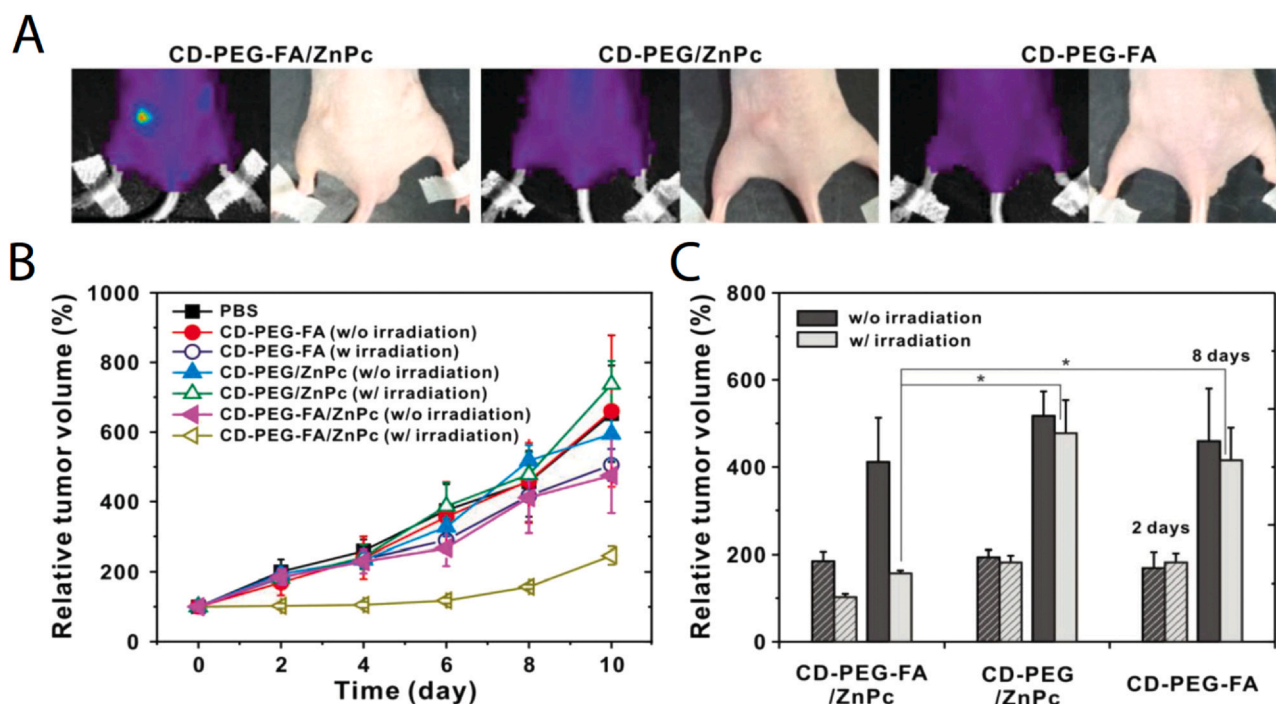 A
CD-PEG-FA/ZnPc
CD-PEG/ZnPc
CD-PEG-FA
B
Relative tumor volume (%)
1000
800
600
400
200
0
PBS
CD-PEG-FA (w/o irradiation)
CD-PEG-FA (w irradiation)
CD-PEG/ZnPc (w/o irradiation)
CD-PEG/ZnPc (w/ irradiation)
CD-PEG-FA/ZnPc (w/o irradiation)
CD-PEG-FA/ZnPc (w/ irradiation)
0 2 4 6 8 10
Time (day)
C
Relative tumor volume (%)
800
600
400
200
0
w/o irradiation
w/ irradiation
*
*
8 days
2 days
CD-PEG-FA
/ZnPc
CD-PEG
/ZnPc
CD-PEG-FA